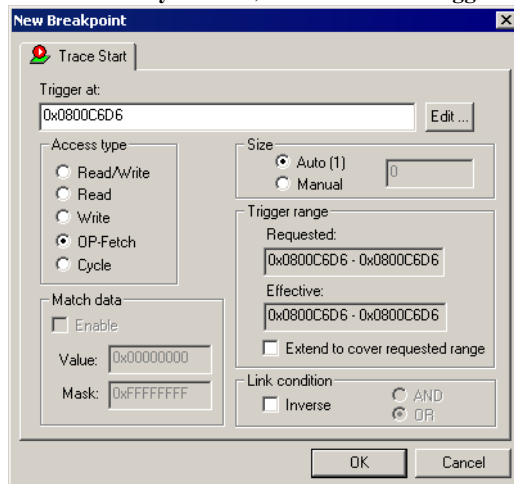 New Breakpoint
Trace Start
Trigger at:
0x0800C6D6
Edit ...
Access type
Read/Write
Read
Write
OP-Fetch
Cycle
Size
Auto (1)
Manual
0
Trigger range
Requested:
0x0800C6D6 - 0x0800C6D6
Effective:
0x0800C6D6 - 0x0800C6D6
Extend to cover requested range
Match data
Enable
Value: 0x00000000
Mask: 0xFFFFFFFF
Link condition
Inverse
AND
OR
OK Cancel